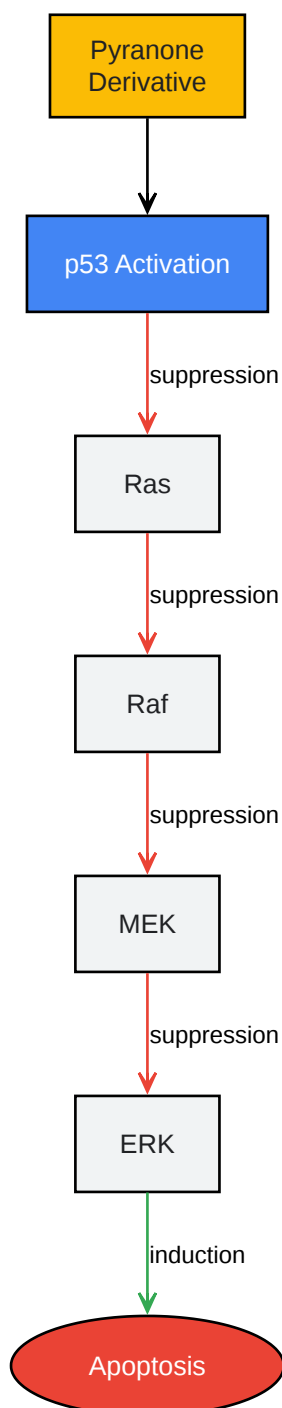 Pyranone
Derivative
p53 Activation
suppression
Ras
suppression
Raf
suppression
MEK
suppression
ERK
induction
Apoptosis